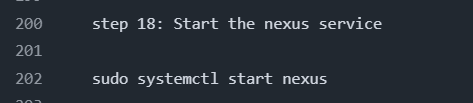 200 step 18: Start the nexus service
201
202 sudo systemctl start nexus